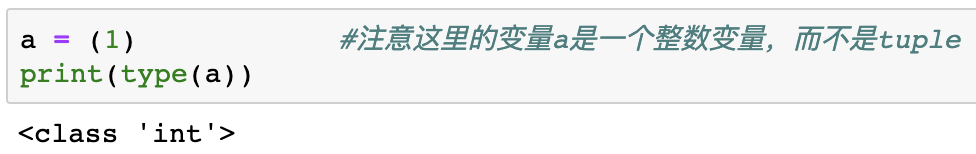 a = (1)             #注意这里的变量a是一个整数变量，而不是tuple
print(type(a))
<class 'int'>